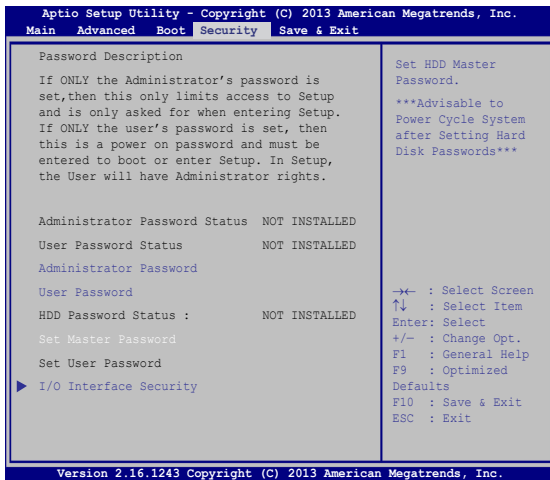 Aptio Setup Utility - Copyright (C) 2013 American Megatrends, Inc.
Main Advanced Boot Security Save & Exit
Password Description
If ONLY the Administrator's password is
set,then this only limits access to Setup
and is only asked for when entering Setup.
If ONLY the user's password is set, then
this is a power on password and must be
entered to boot or enter Setup. In Setup,
the User will have Administrator rights.
Administrator Password Status NOT INSTALLED
User Password Status NOT INSTALLED
Administrator Password
User Password
HDD Password Status : NOT INSTALLED
Set Master Password
Set User Password
I/O Interface Security
Set HDD Master
Password.
***Advisable to
Power Cycle System
after Setting Hard
Disk Passwords***
→← : Select Screen
↑↓ : Select Item
Enter: Select
+/— : Change Opt.
F1 : General Help
F9 : Optimized
Defaults
F10 : Save & Exit
ESC : Exit
Version 2.16.1243 Copyright (C) 2013 American Megatrends, Inc.